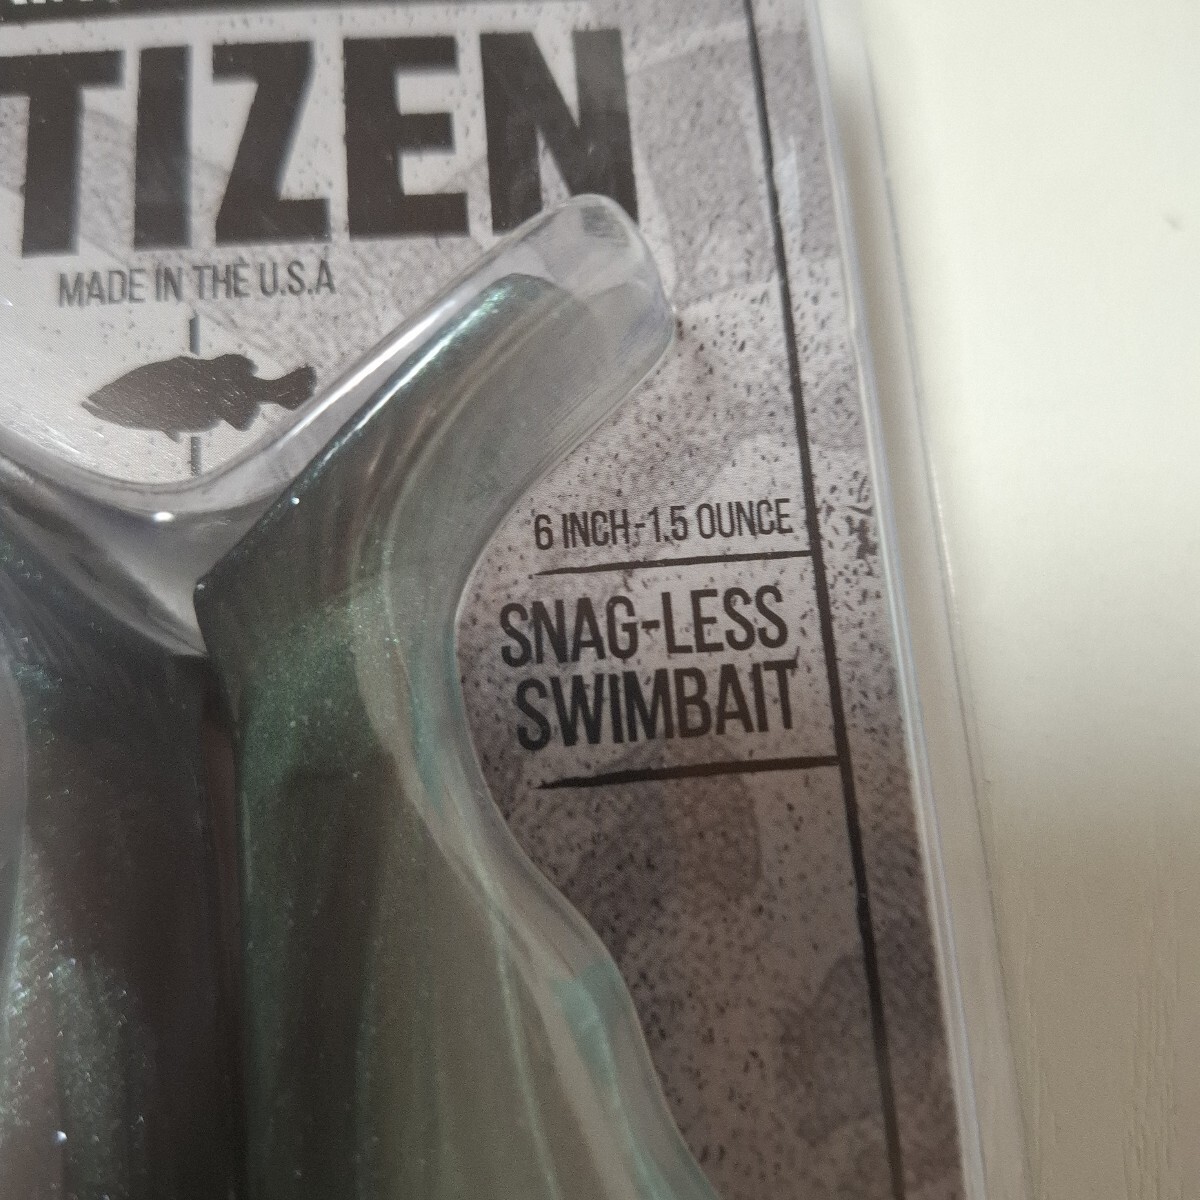 TIZEN
MADE IN THE U.S.A
6 INCH-1.5 OUNCE
SNAG-LESS
SWIMBAIT